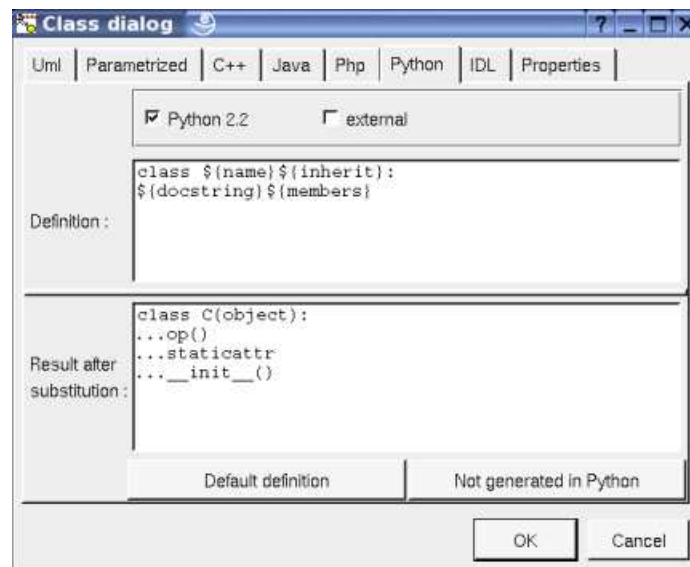 Class dialog
Uml Parametrized C++ Java Php Python IDL Properties
Python 2.2 external
Definition :
class ${name}${inherit}:
${docstring}${members}
Result after
substitution :
class C(object):
...op()
...staticattr
...__init__()
Default definition Not generated in Python
OK Cancel